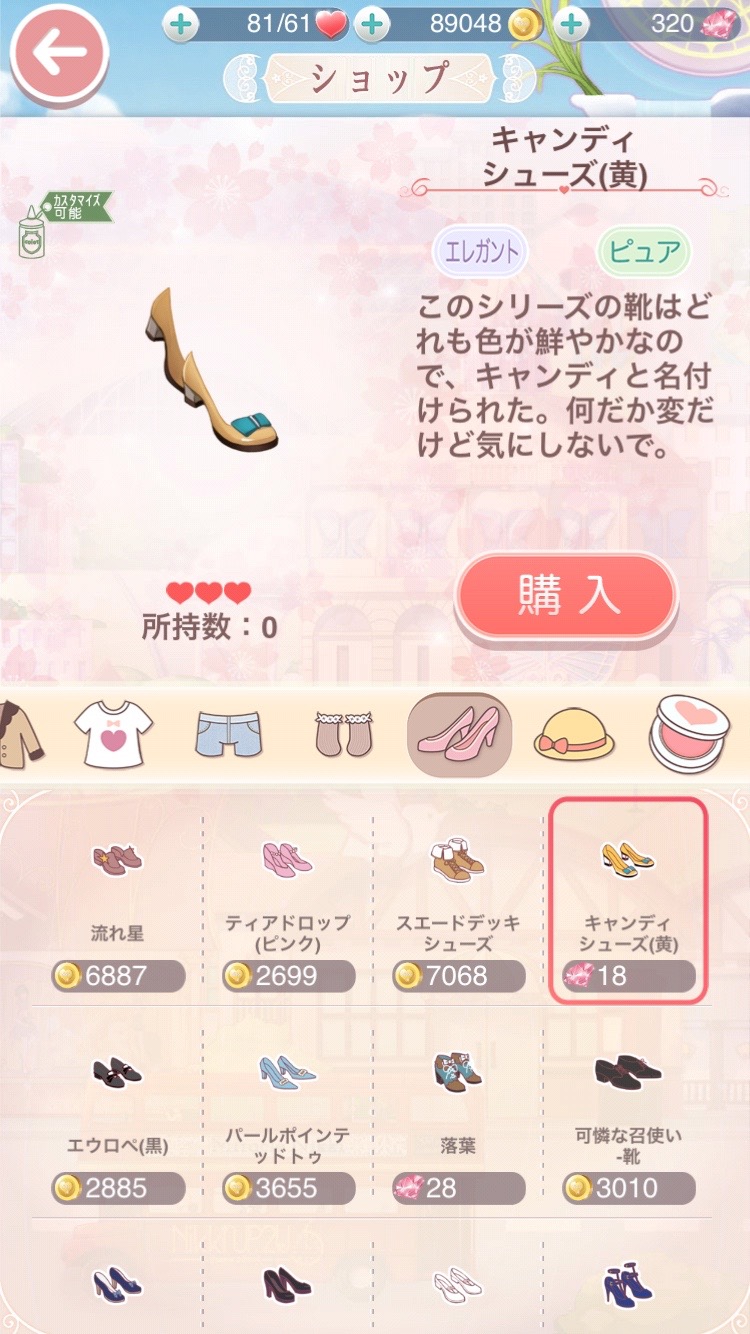 81/61
89048
320
ショップ
キャンディ
シューズ(黄)
カスタマイズ
可能
エレガント
ピュア
このシリーズの靴はど
れも色が鮮やかなの
で、キャンディと名付
けられた。何だか変だ
けど気にしないで。
所持数：0
購入
流れ星
ティアドロップ
(ピンク)
スエードデッキ
シューズ
キャンディ
シューズ(黄)
6887
2699
7068
18
エウロペ(黒)
パールポインテ
ッドトゥ
落葉
可憐な召使い
-靴
2885
3655
28
3010